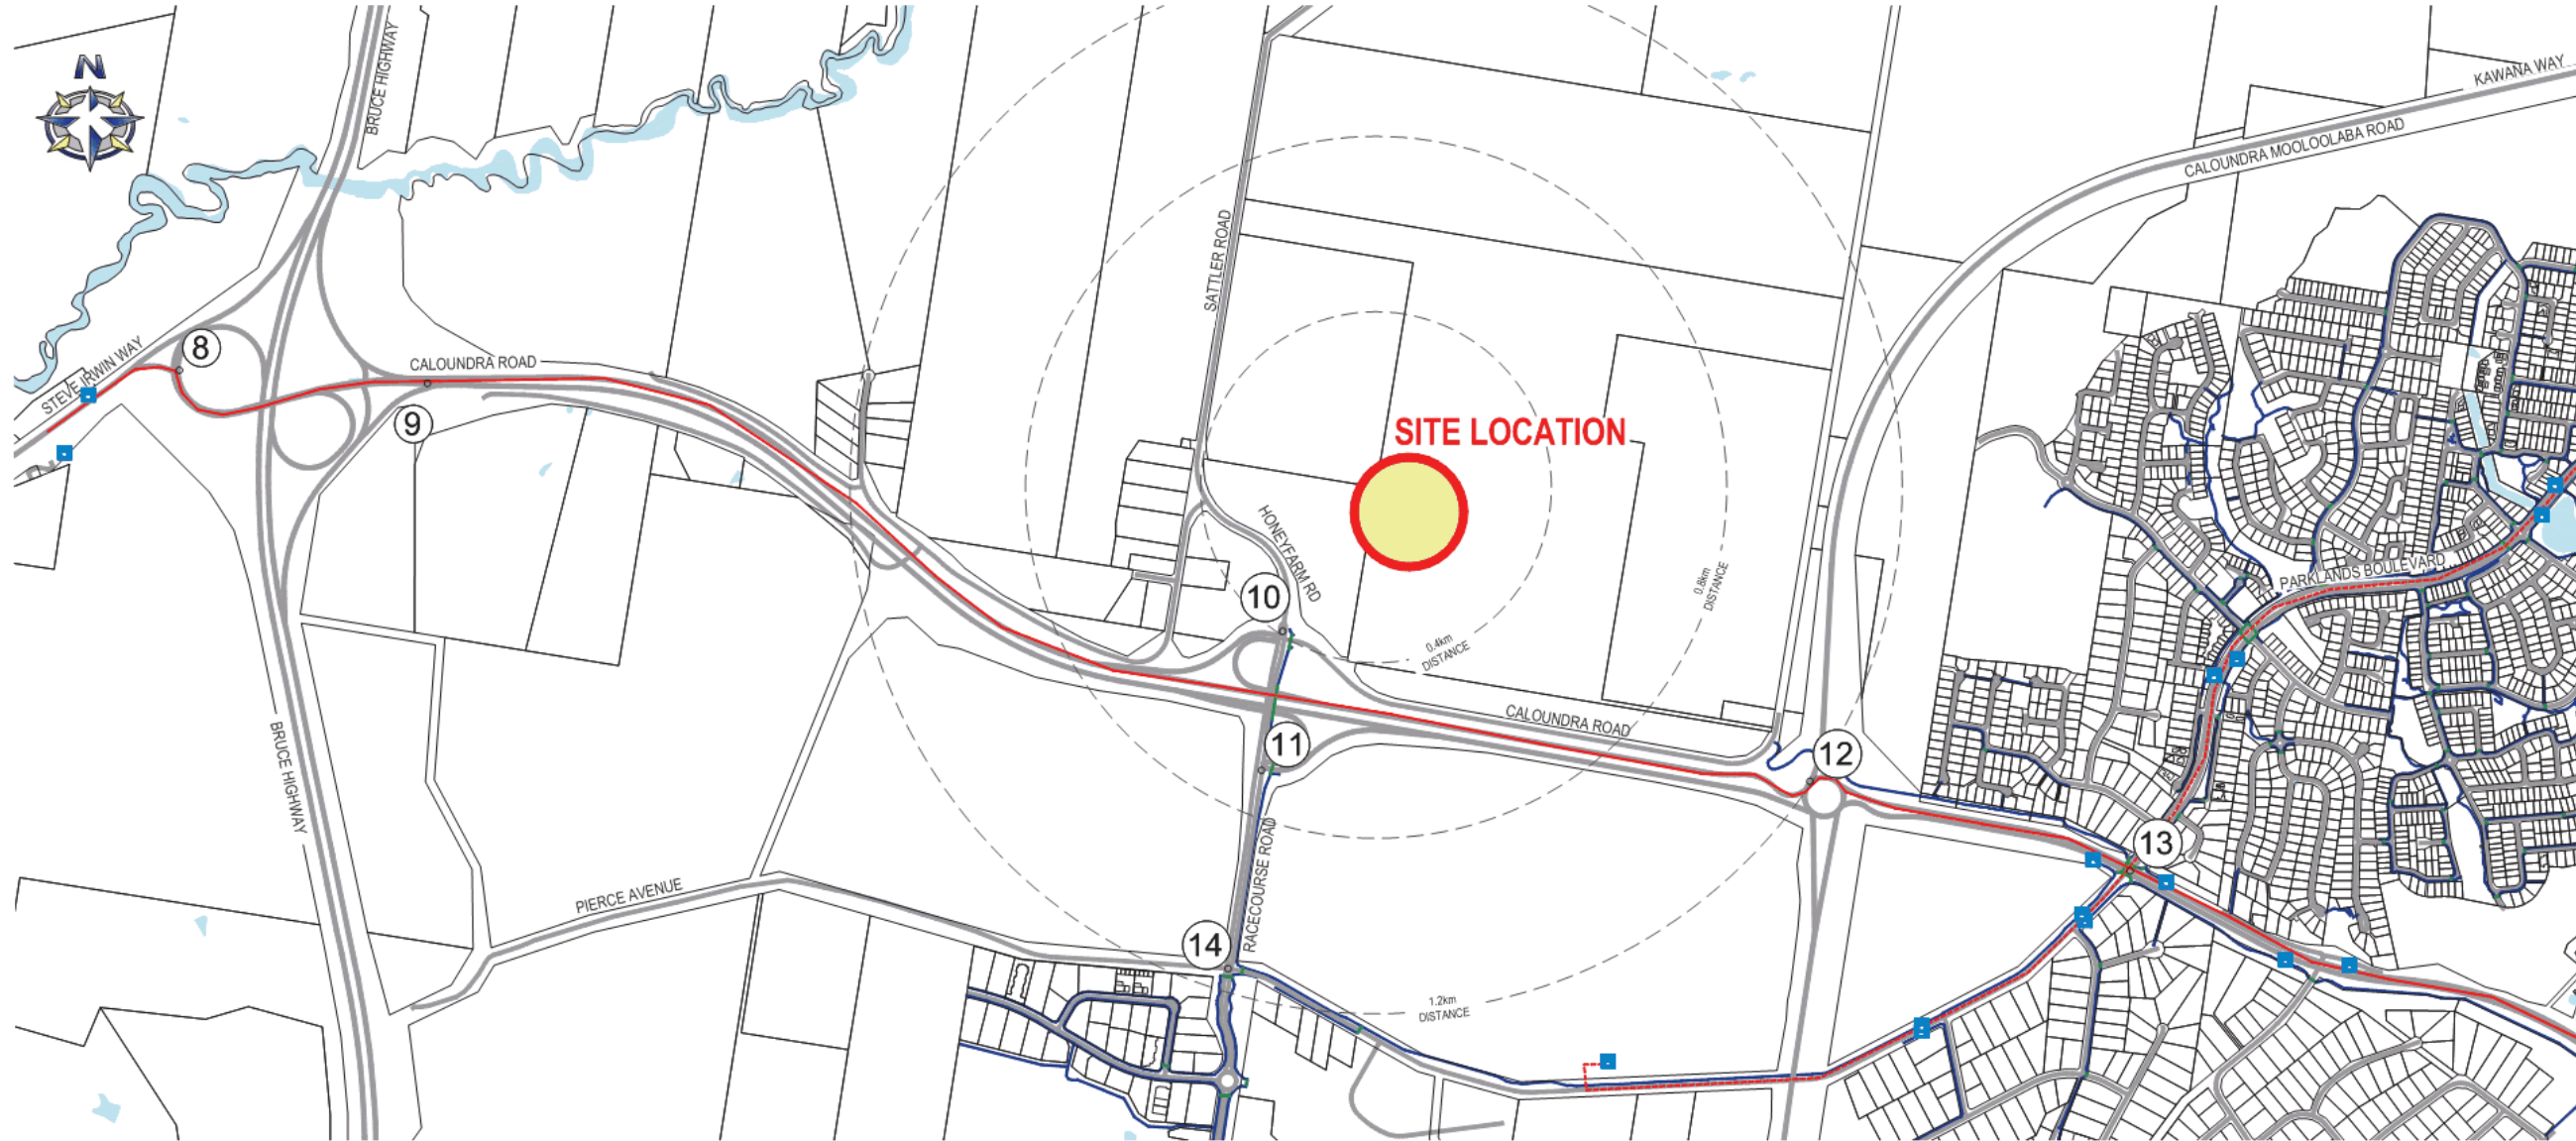 N
BRUCE HIGHWAY
KAWANA WAY
CALOUNDRA MOOLOOLABA ROAD
SATTLER ROAD
STEVE IRWIN WAY
8
CALOUNDRA ROAD
9
SITE LOCATION
HONEYFARM RD
10
0.8km
DISTANCE
PARKLANDS BOULEVARD
0.4km
DISTANCE
CALOUNDRA ROAD
11
12
BRUCE HIGHWAY
13
RACECOURSE ROAD
PIERCE AVENUE
14
1.2km
DISTANCE